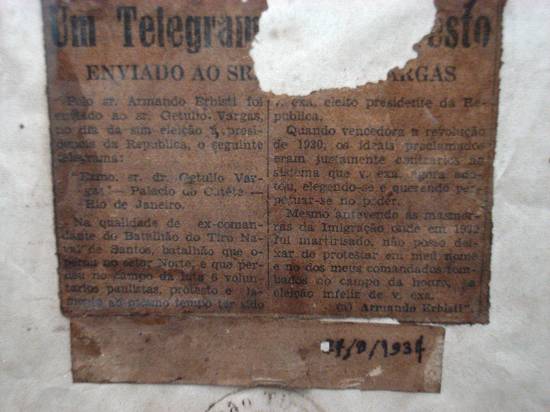 Um Telegram esto
ENVIADO AO SR. VARGAS
Pelo sr. Armando Erbisti foi
enviado ao sr. Getulio Vargas,
no dia da sua eleição á presi-
dencia da Republica, o seguinte
telegrama:
"Exmo. sr. dr. Getulio Var-
gas — Palacio do Catéte —
Rio de Janeiro.
Na qualidade de ex-coman-
dante do Batalhão do Tiro Na-
val de Santos, batalhão que o-
perou no setor Norte, e que per-
deu no campo da luta 6 volun-
tarios paulistas, protesto e la-
mento ao mesmo tempo ter sido
v. exa. eleito presidente da Re-
publica.
Quando vencedora a revolução
de 1930, os ideais proclamados
eram justamente contrarios ao
sistema que v. exa. agora ado-
tou, elegendo-se e querendo per-
petuar-se no poder.
Mesmo antevendo as masmor-
ras da Imigração onde em 1932
fui martirisado, não posso dei-
xar de protestar em meu nome
e no dos meus comandados tom-
bados no campo da honra, a
eleição infeliz de v. exa.
(a) Armando Erbisti".
/1934